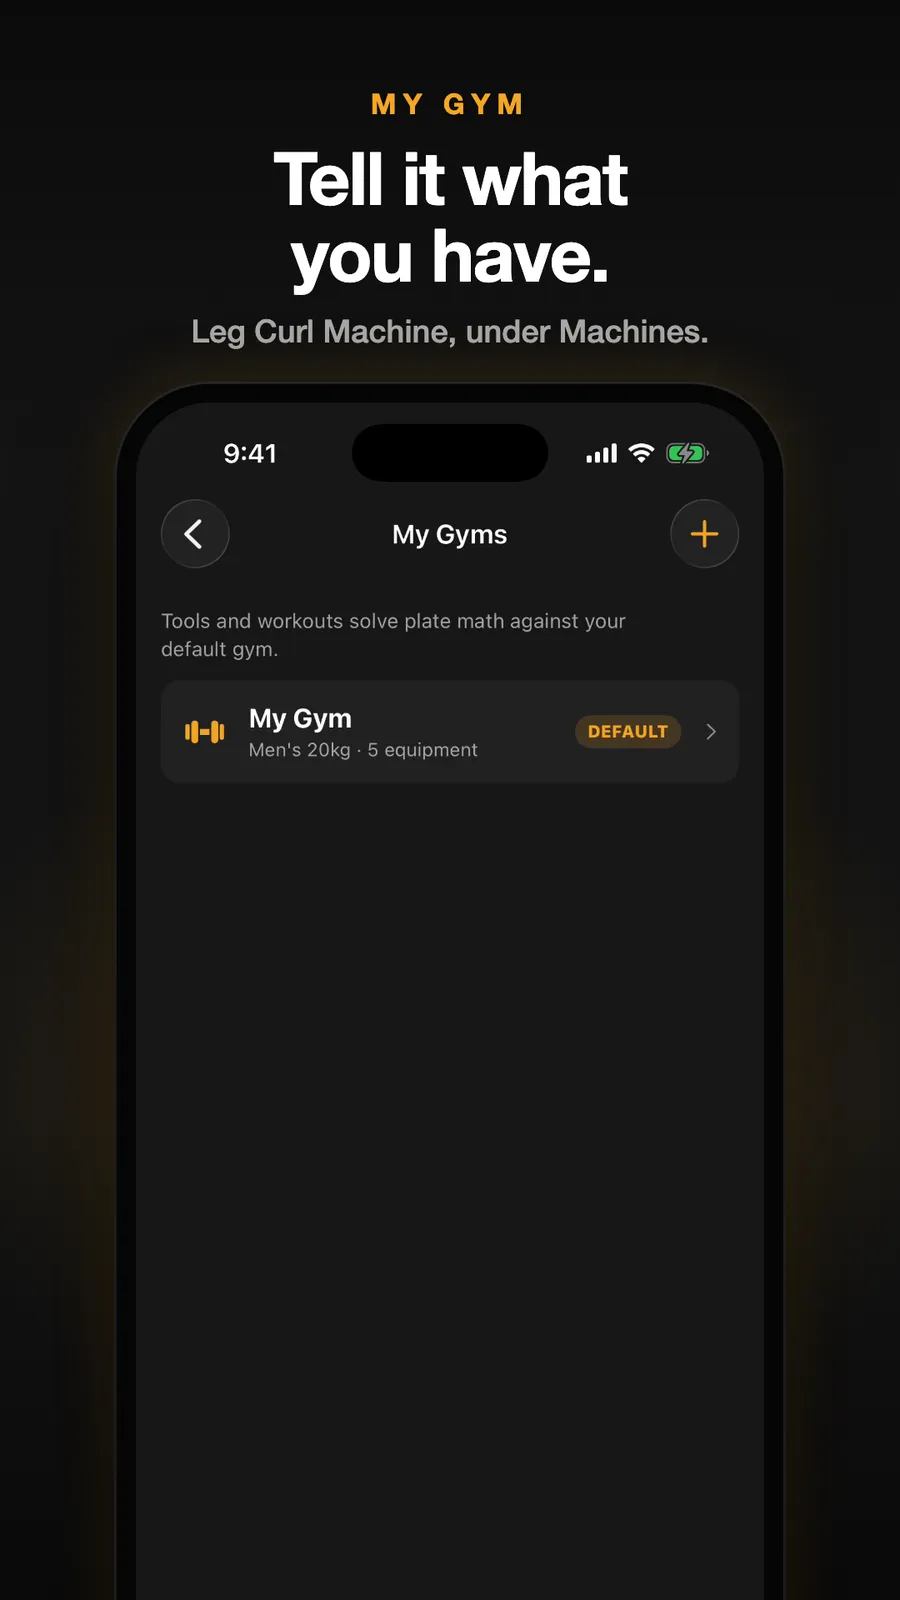 MY GYM
Tell it what
you have.
Leg Curl Machine, under Machines.
9:41
My Gyms
Tools and workouts solve plate math against your
default gym.
My Gym
DEFAULT
Men's 20kg · 5 equipment